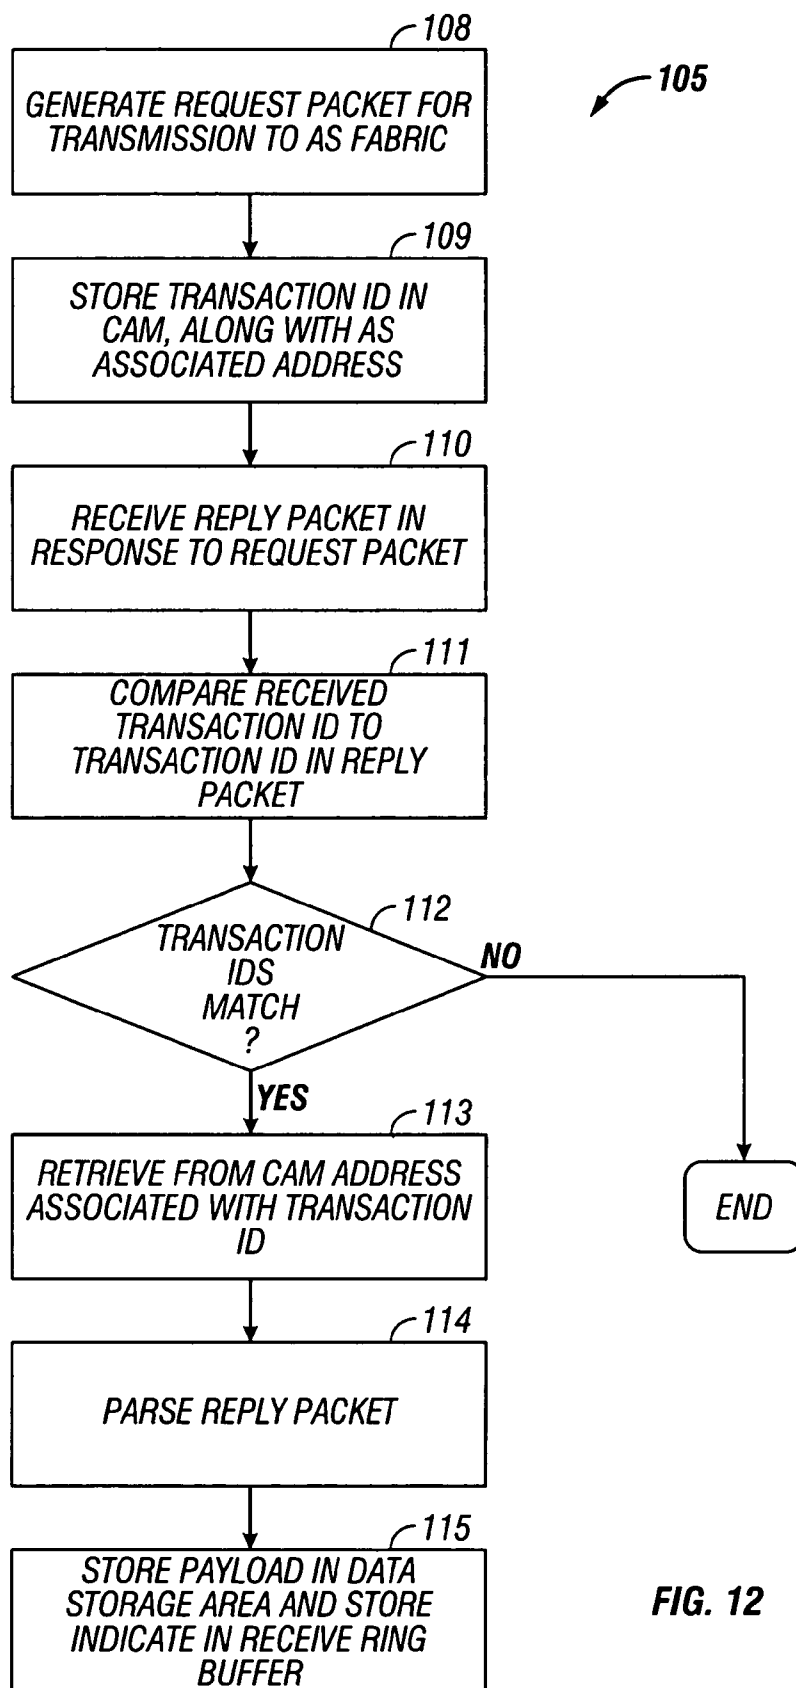 108
105
GENERATE REQUEST PACKET FOR
TRANSMISSION TO AS FABRIC
109
STORE TRANSACTION ID IN
CAM, ALONG WITH AS
ASSOCIATED ADDRESS
110
RECEIVE REPLY PACKET IN
RESPONSE TO REQUEST PACKET
111
COMPARE RECEIVED
TRANSACTION ID TO
TRANSACTION ID IN REPLY
PACKET
112
TRANSACTION
IDS
MATCH
?
NO
YES
113
RETRIEVE FROM CAM ADDRESS
ASSOCIATED WITH TRANSACTION
ID
END
114
PARSE REPLY PACKET
115
STORE PAYLOAD IN DATA
STORAGE AREA AND STORE
INDICATE IN RECEIVE RING
BUFFER
FIG. 12